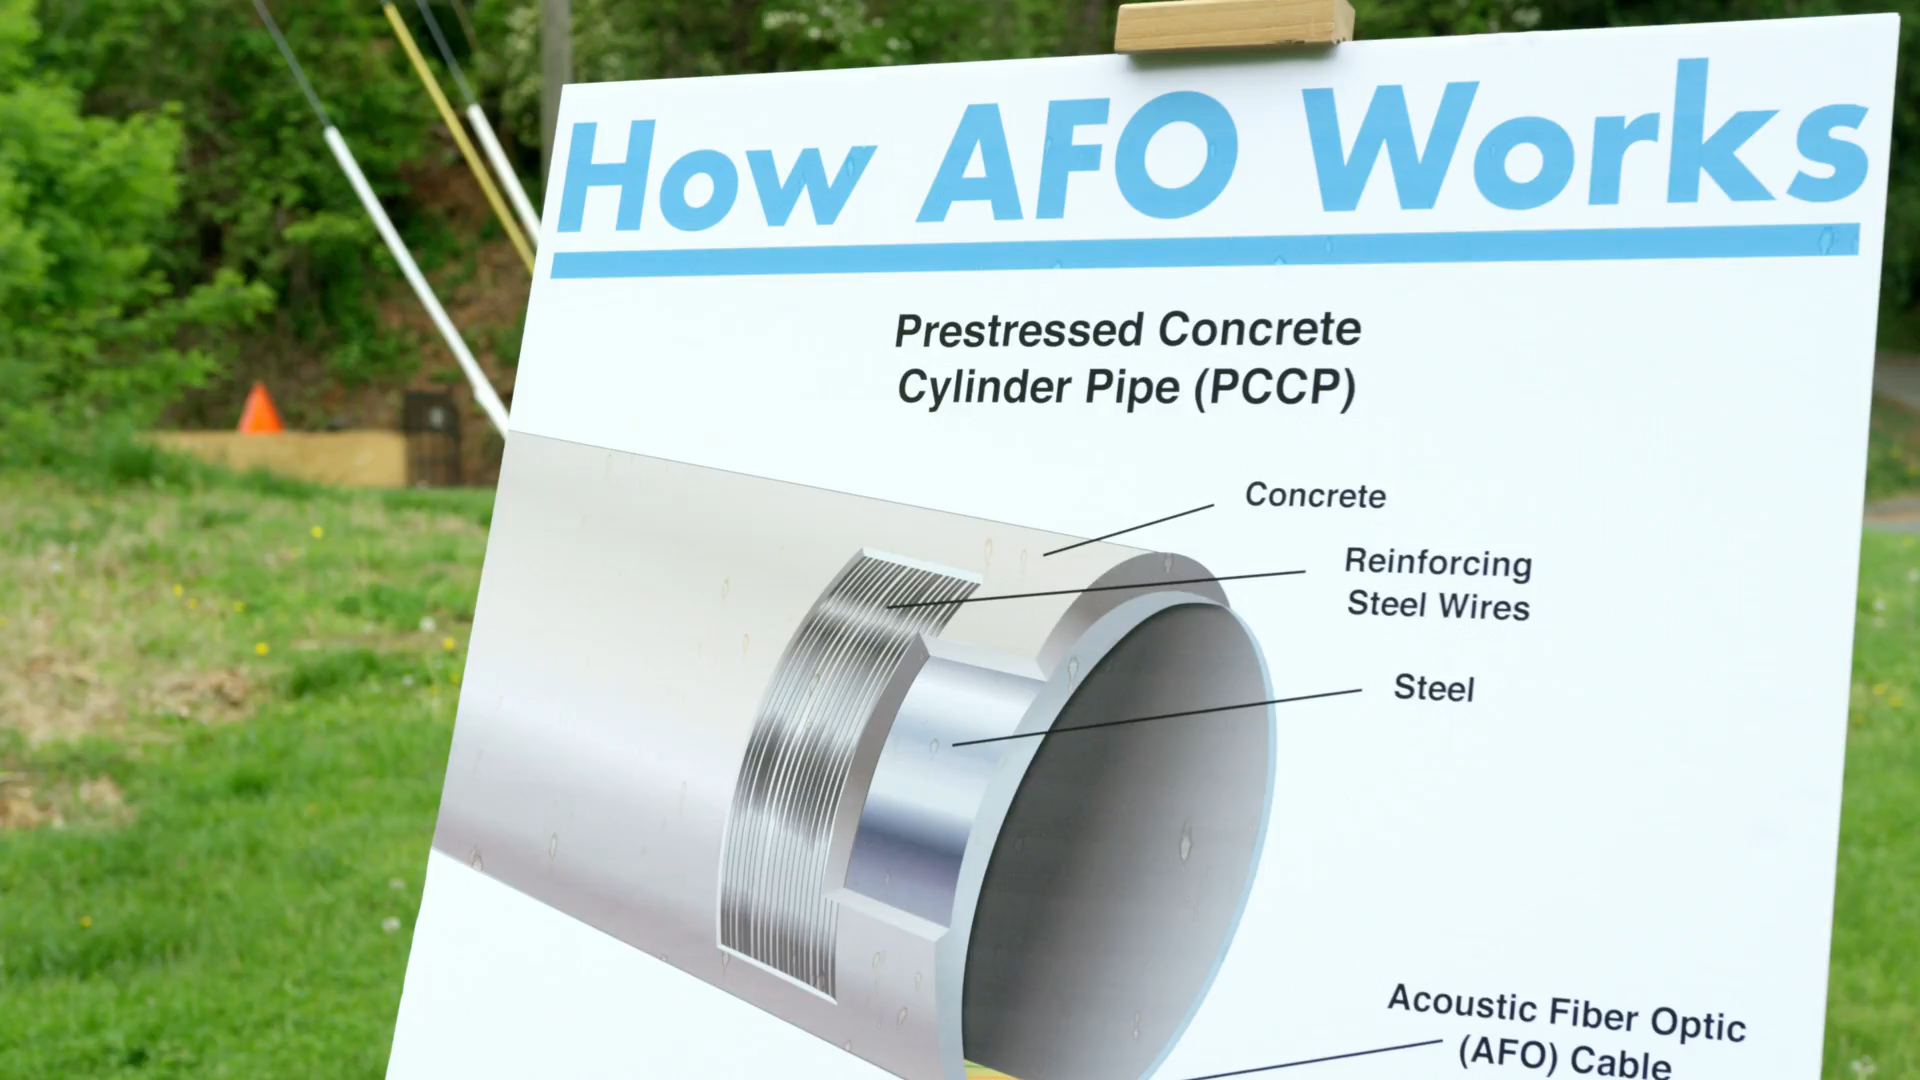 How AFO Works
Prestressed Concrete
Cylinder Pipe (PCCP)
Concrete
Reinforcing
Steel Wires
Steel
Acoustic Fiber Optic
(AFO) Cable